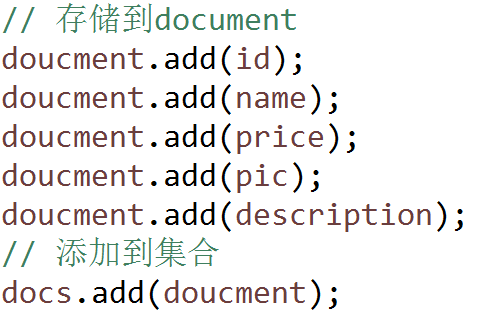 // 存储到document
doucment.add(id);
doucment.add(name);
doucment.add(price);
doucment.add(pic);
doucment.add(description);
// 添加到集合
docs.add(doucment);